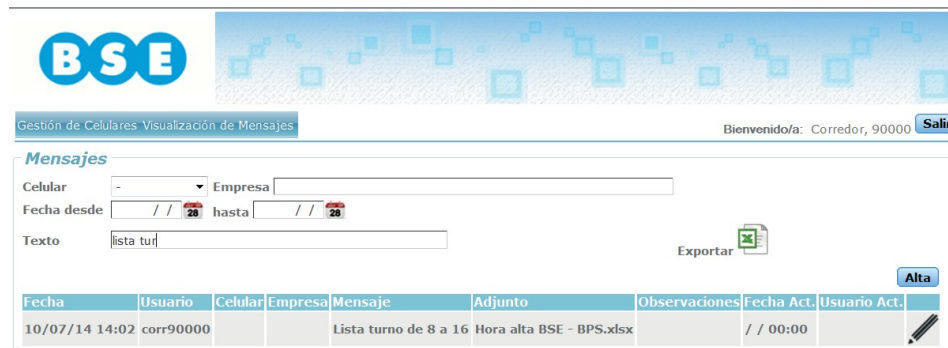 BSE
Gestión de Celulares Visualización de Mensajes
Bienvenido/a: Corredor, 90000 Sali
Mensajes
Celular - Empresa
Fecha desde / / 28 hasta / / 28
Texto lista tur
Exportar
Alta
Fecha Usuario Celular Empresa Mensaje Adjunto Observaciones Fecha Act. Usuario Act.
10/07/14 14:02 corr90000 Lista turno de 8 a 16 Hora alta BSE - BPS.xlsx / / 00:00